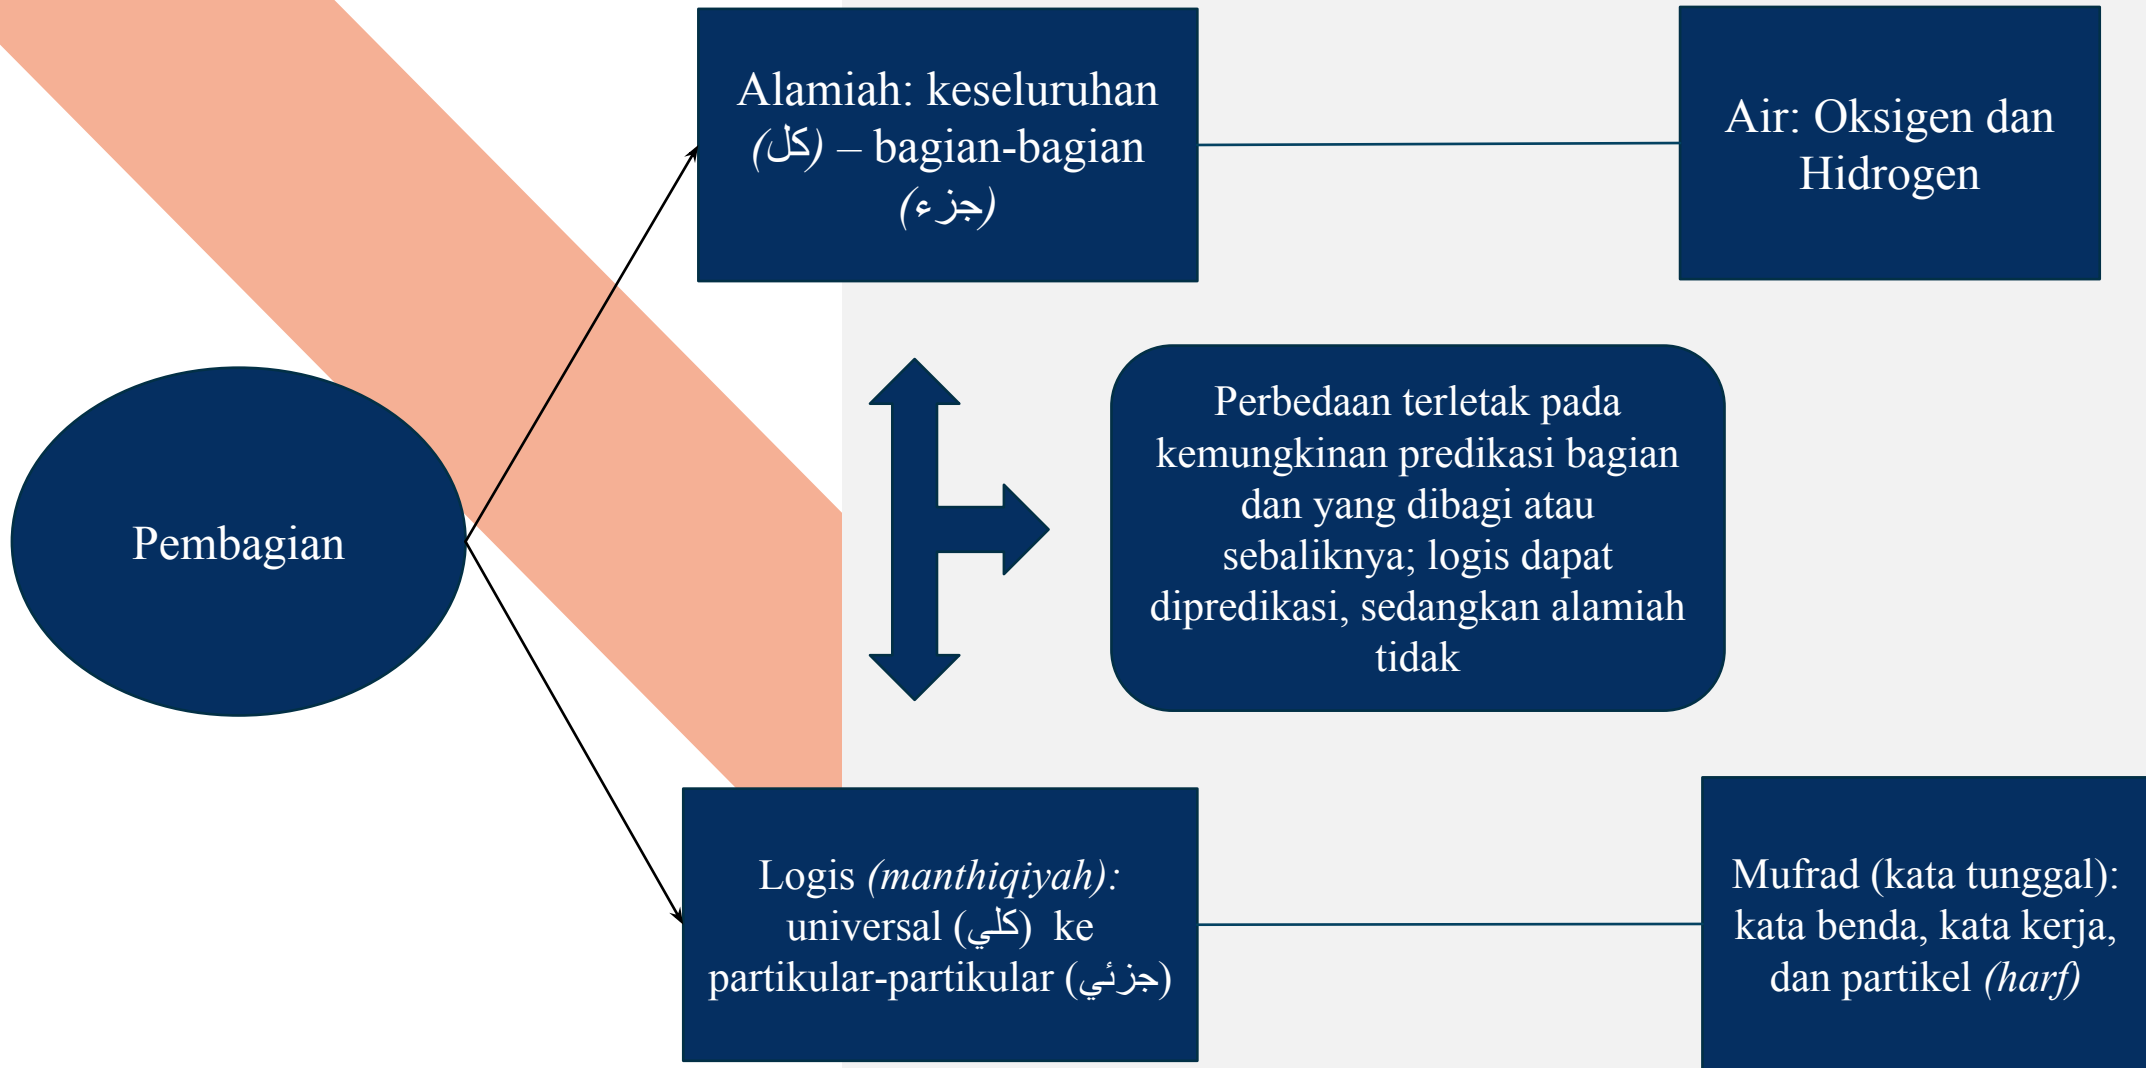 Pembagian
Alamiah: keseluruhan
(كل) – bagian-bagian
(جزء)
Air: Oksigen dan
Hidrogen
Perbedaan terletak pada
kemungkinan predikasi bagian
dan yang dibagi atau
sebaliknya; logis dapat
dipredikasi, sedangkan alamiah
tidak
Logis (manthiqiyah):
universal (كلي) ke
partikular-partikular (جزئي)
Mufrad (kata tunggal):
kata benda, kata kerja,
dan partikel (harf)